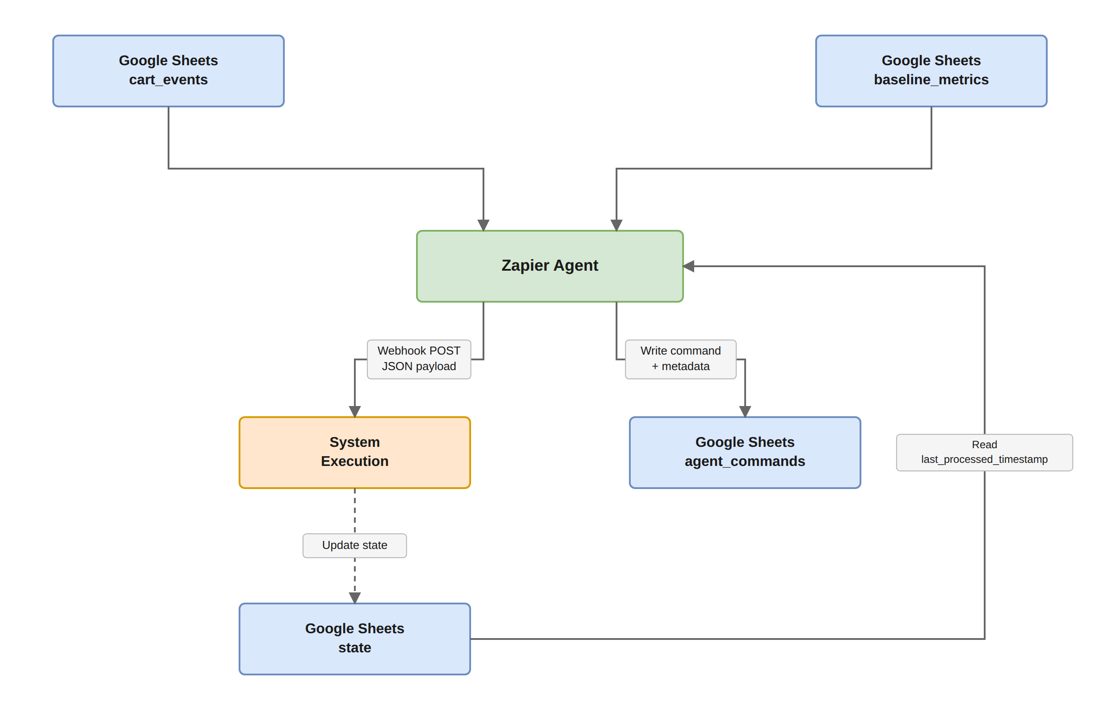 Google Sheets
cart_events
Google Sheets
baseline_metrics
Zapier Agent
Webhook POST
JSON payload
Write command
+ metadata
System
Execution
Google Sheets
agent_commands
Read
last_processed_timestamp
Update state
Google Sheets
state